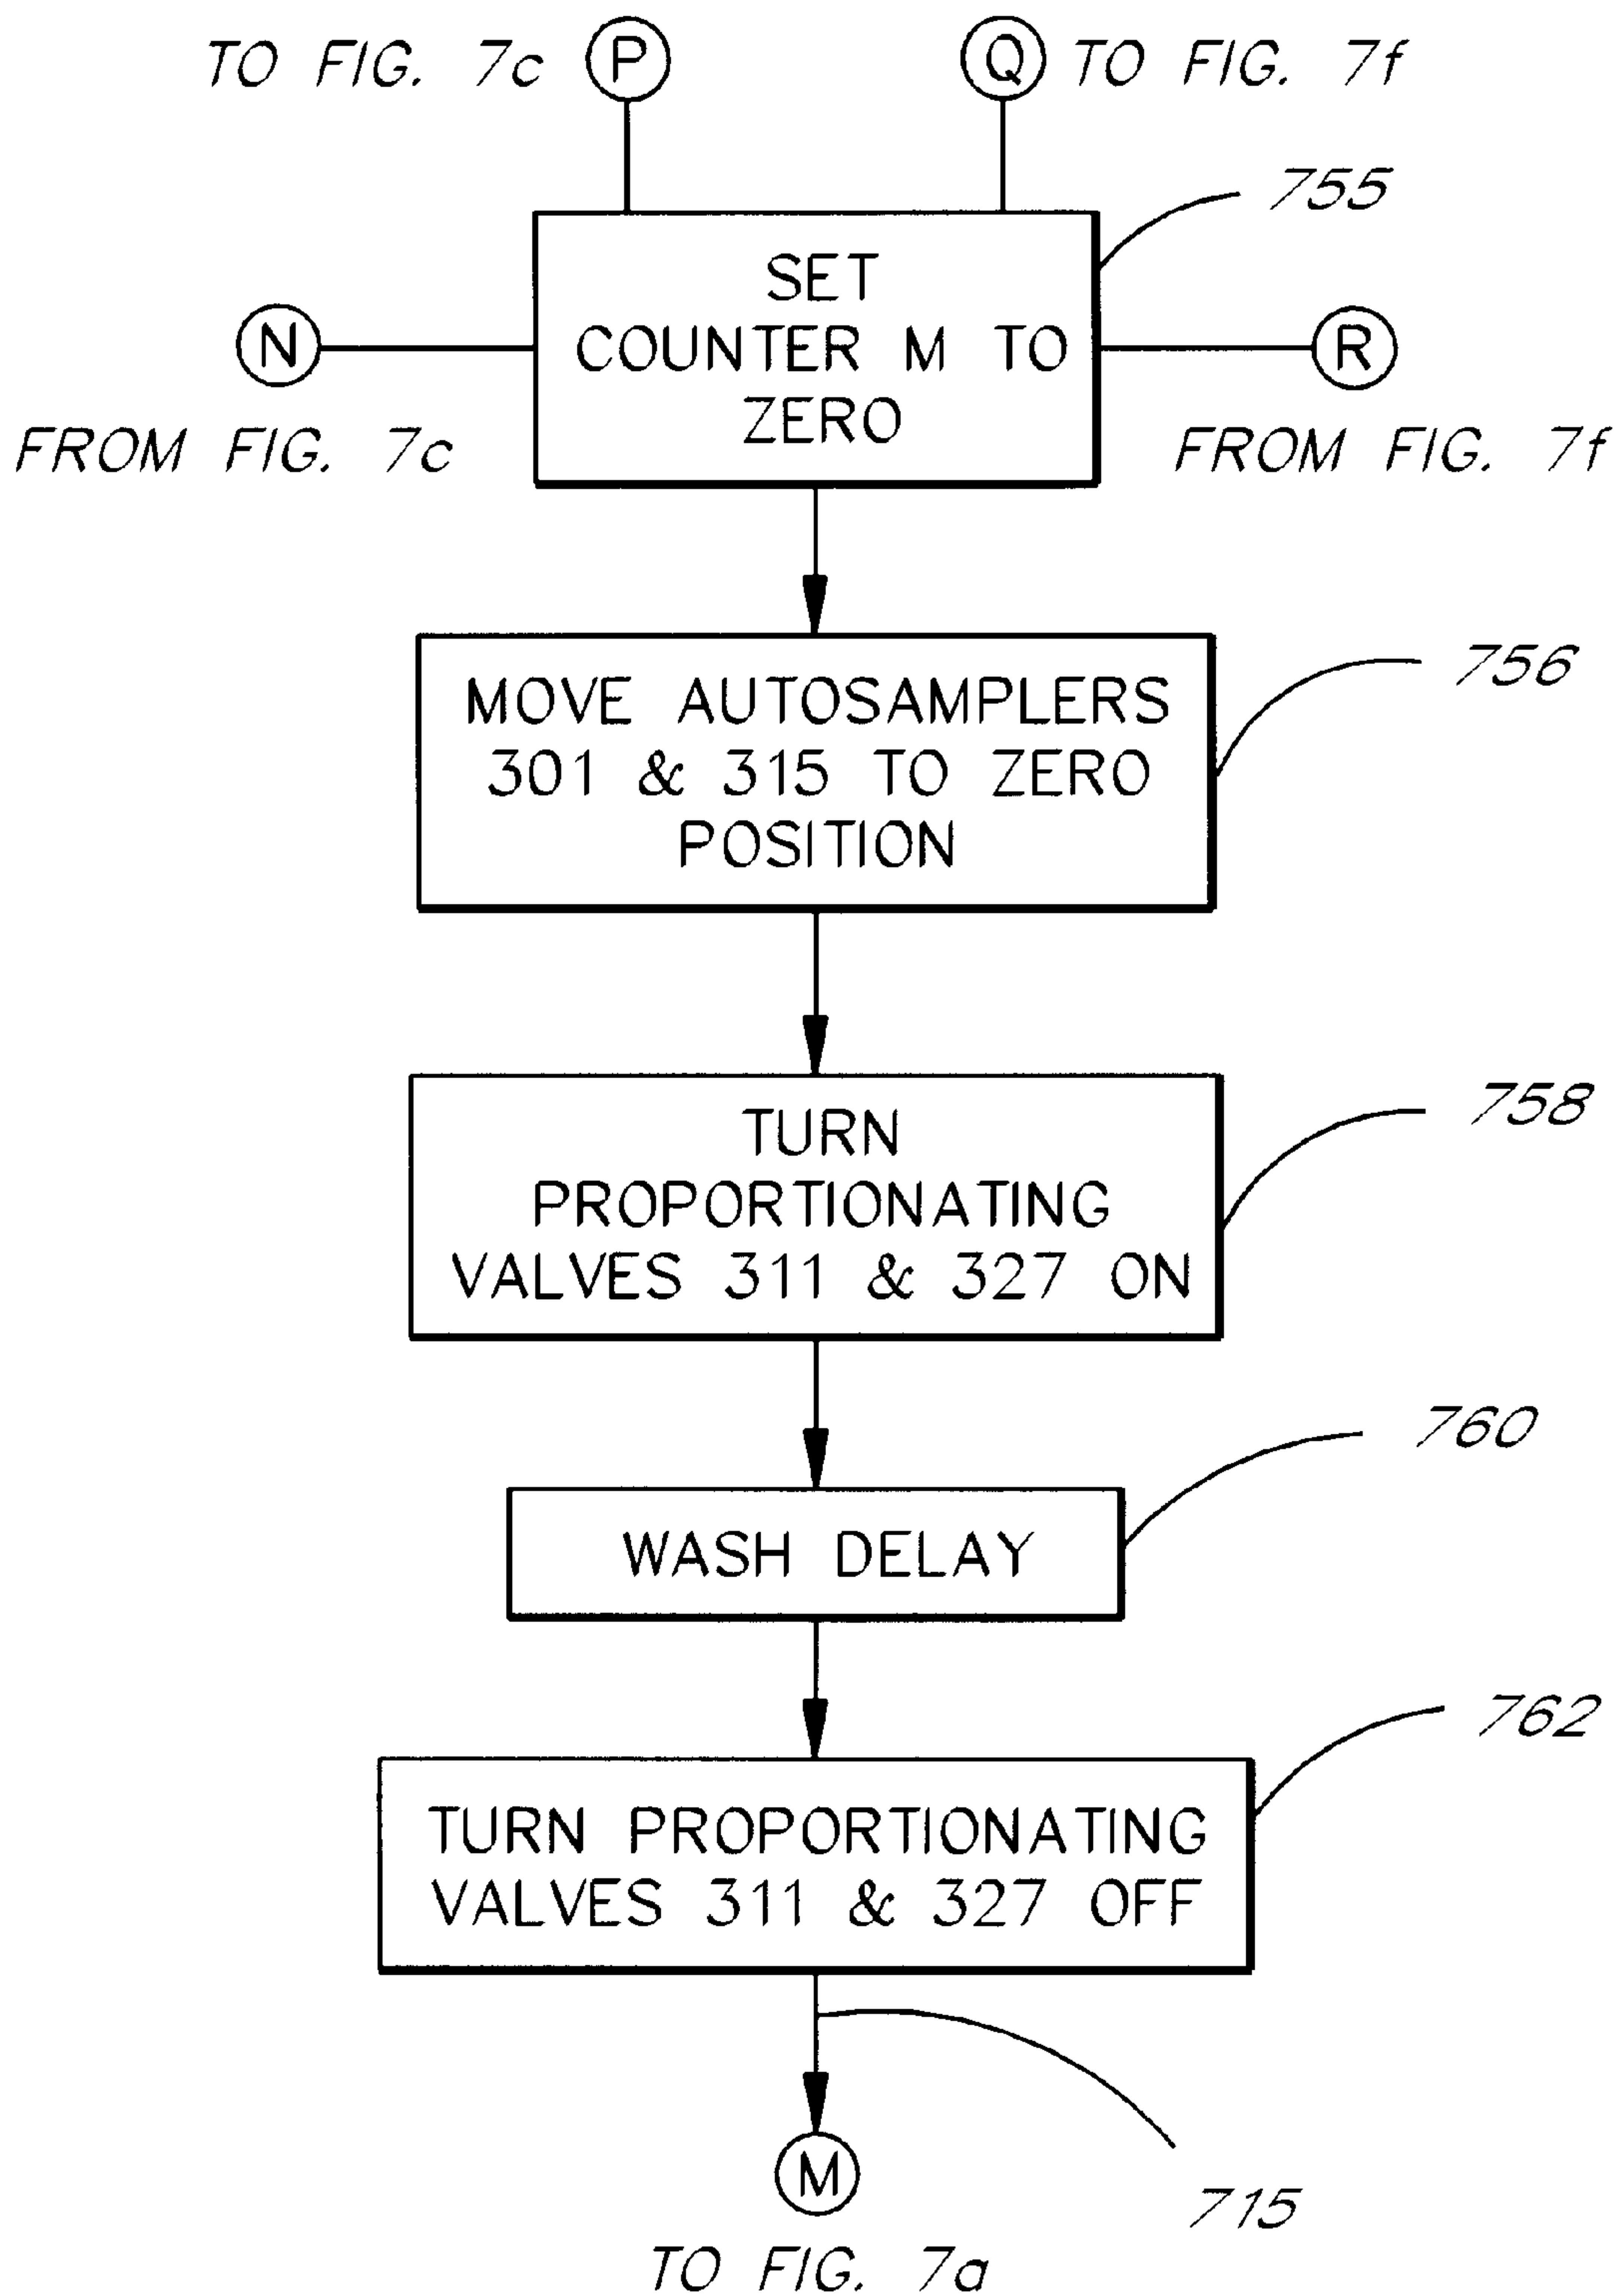 TO FIG. 7c P
Q TO FIG. 7f
755
SET
COUNTER M TO
ZERO
N
FROM FIG. 7c
R
FROM FIG. 7f
756
MOVE AUTOSAMPLERS
301 & 315 TO ZERO
POSITION
758
TURN
PROPORTIONATING
VALVES 311 & 327 ON
760
WASH DELAY
762
TURN PROPORTIONATING
VALVES 311 & 327 OFF
M
715
TO FIG. 7a